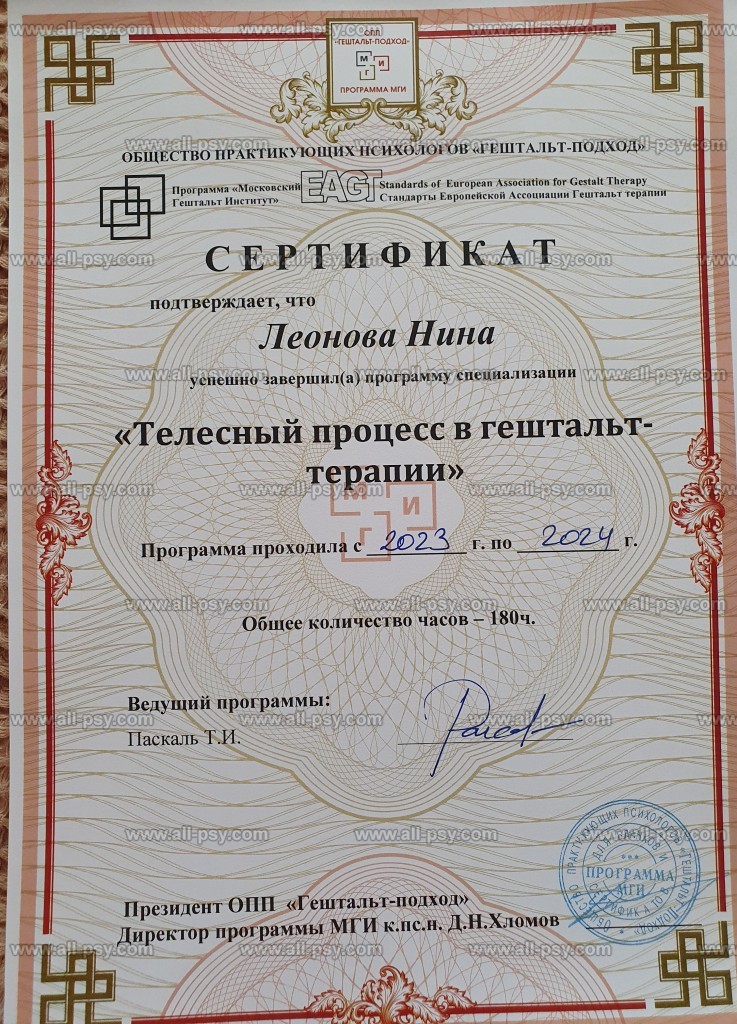 ОПП
«ГЕШТАЛЬТ-ПОДХОД»
М
И
Г
ПРОГРАММА МГИ
ОБЩЕСТВО ПРАКТИКУЮЩИХ ПСИХОЛОГОВ «ГЕШТАЛЬТ-ПОДХОД»
Программа «Московский
Гештальт Институт»
EAGT
Standards of European Association for Gestalt Therapy
Стандарты Европейской Ассоциации Гештальт терапии
СЕРТИФИКАТ
подтверждает, что
Леонова Нина
успешно завершил(а) программу специализации
«Телесный процесс в гештальт-
терапии»
М
И
Г
Программа проходила с 2023 г. по 2024 г.
Общее количество часов – 180ч.
Ведущий программы:
Паскаль Т.И.
ПРОГРАММА
МГИ
Президент ОПП «Гештальт-подход»
Директор программы МГИ к.пс.н. Д.Н.Хломов
www.all-psy.com